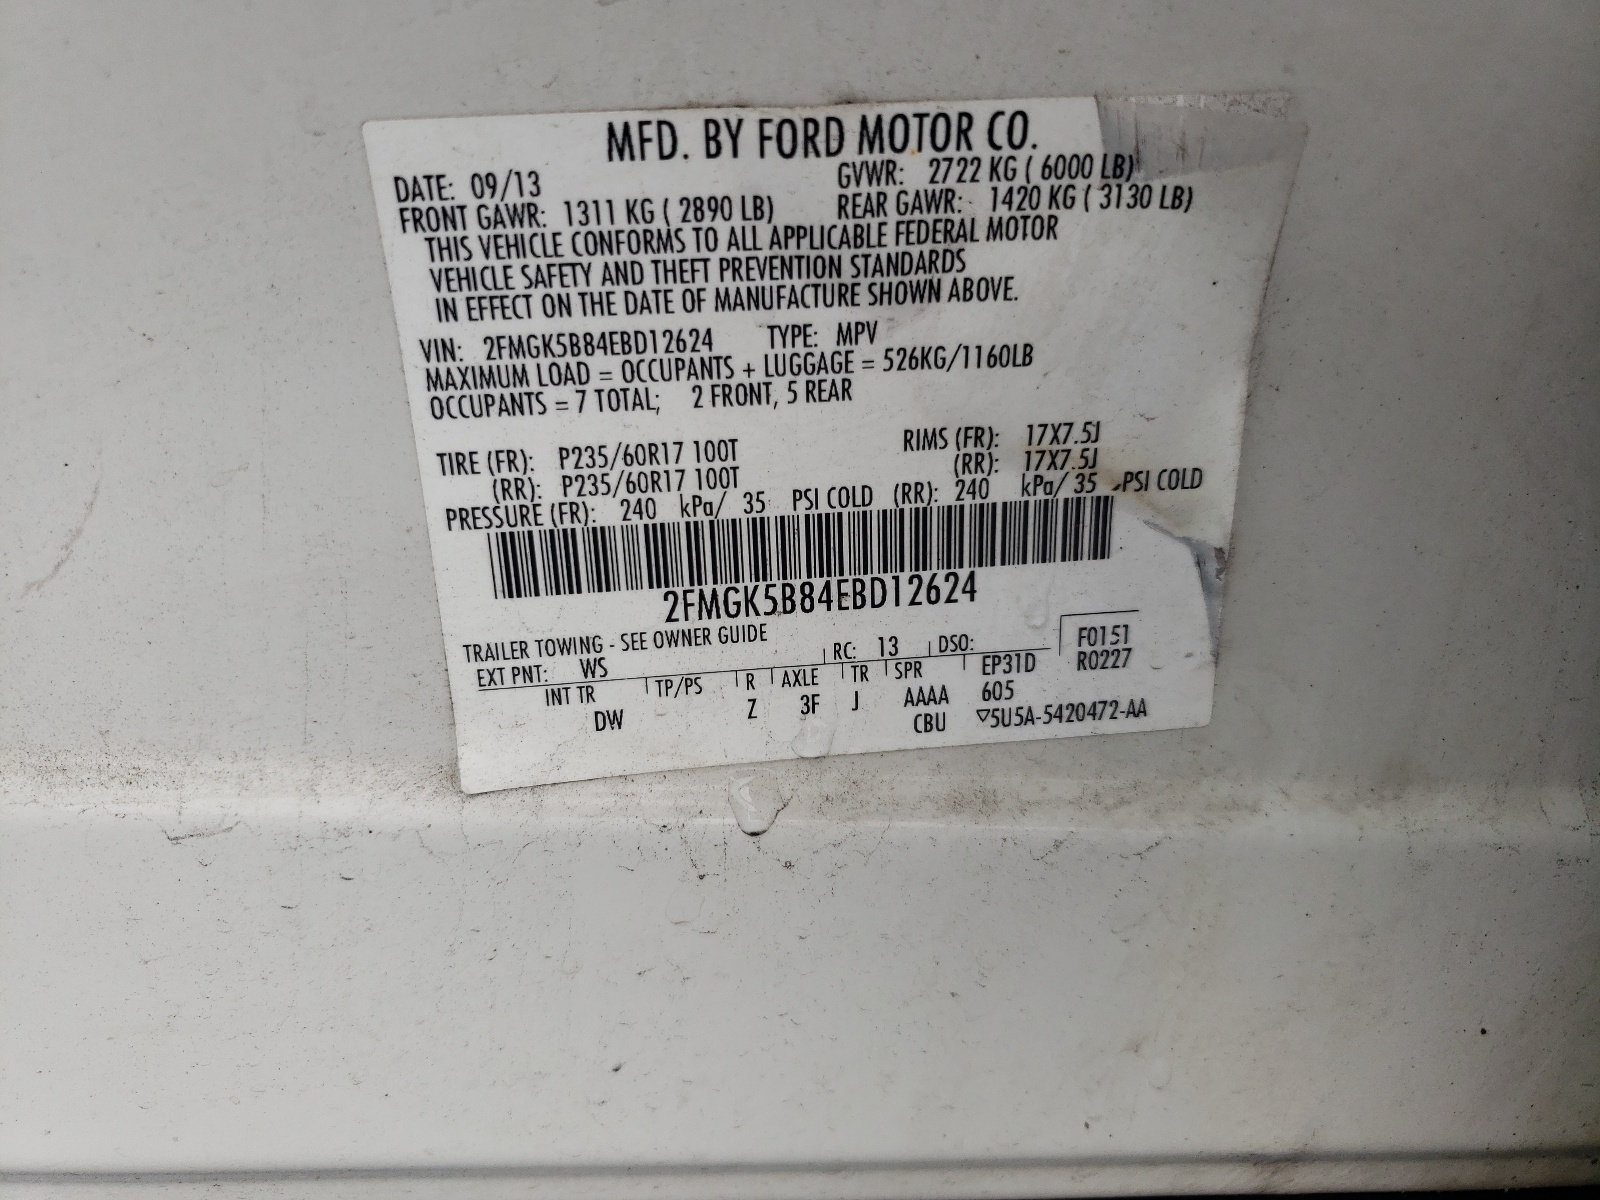 MFD. BY FORD MOTOR CO.
DATE: 09/13 GVWR: 2722 KG ( 6000 LB)
FRONT GAWR: 1311 KG ( 2890 LB) REAR GAWR: 1420 KG ( 3130 LB)
THIS VEHICLE CONFORMS TO ALL APPLICABLE FEDERAL MOTOR
VEHICLE SAFETY AND THEFT PREVENTION STANDARDS
IN EFFECT ON THE DATE OF MANUFACTURE SHOWN ABOVE.
VIN: 2FMGK5B84EBD12624 TYPE: MPV
MAXIMUM LOAD = OCCUPANTS + LUGGAGE = 526KG/1160LB
OCCUPANTS = 7 TOTAL; 2 FRONT, 5 REAR
TIRE (FR): P235/60R17 100T RIMS (FR): 17X7.5J
(RR): P235/60R17 100T (RR): 17X7.5J
PRESSURE (FR): 240 kPa/ 35 PSI COLD (RR): 240 kPa/ 35 PSI COLD
2FMGK5B84EBD12624
TRAILER TOWING - SEE OWNER GUIDE
EXT PNT: WS RC: 13 DSO: F0151
INT TR TP/PS R AXLE TR SPR EP31D R0227
DW Z 3F J AAAA 605
CBU ▽5U5A-5420472-AA